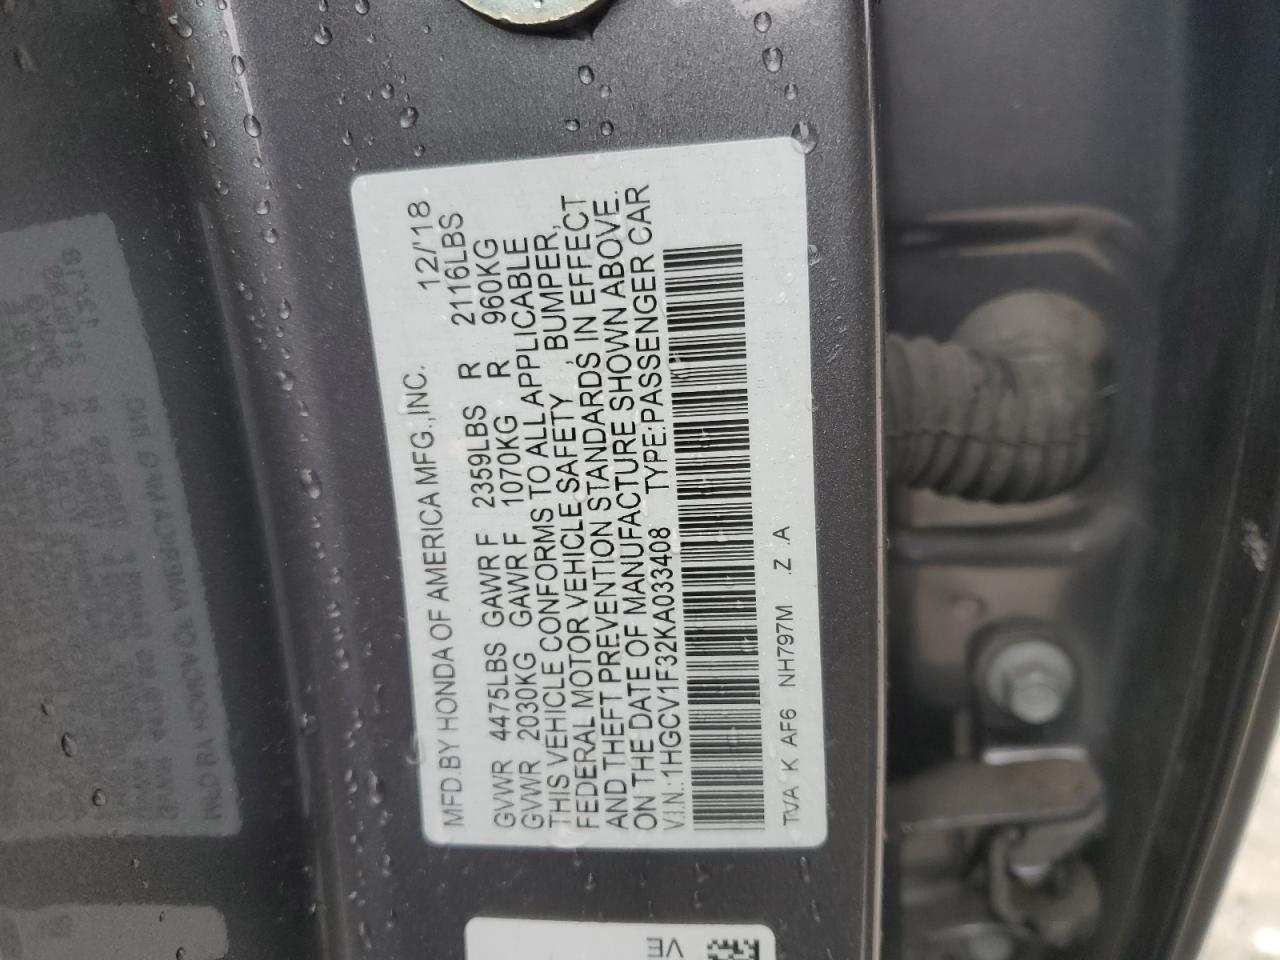 MFD.BY HONDA OF AMERICA MFG.,INC. 12/'18
GVWR 4475LBS GAWR F 2359LBS R 2116LBS
GVWR 2030KG GAWR F 1070KG R 960KG
THIS VEHICLE CONFORMS TO ALL APPLICABLE
FEDERAL MOTOR VEHICLE SAFETY, BUMPER,
AND THEFT PREVENTION STANDARDS IN EFFECT
ON THE DATE OF MANUFACTURE SHOWN ABOVE.
V.I.N.:1HGCV1F32KA033408 TYPE:PASSENGER CAR
TVA K AF6 NH797M .Z .A
VE